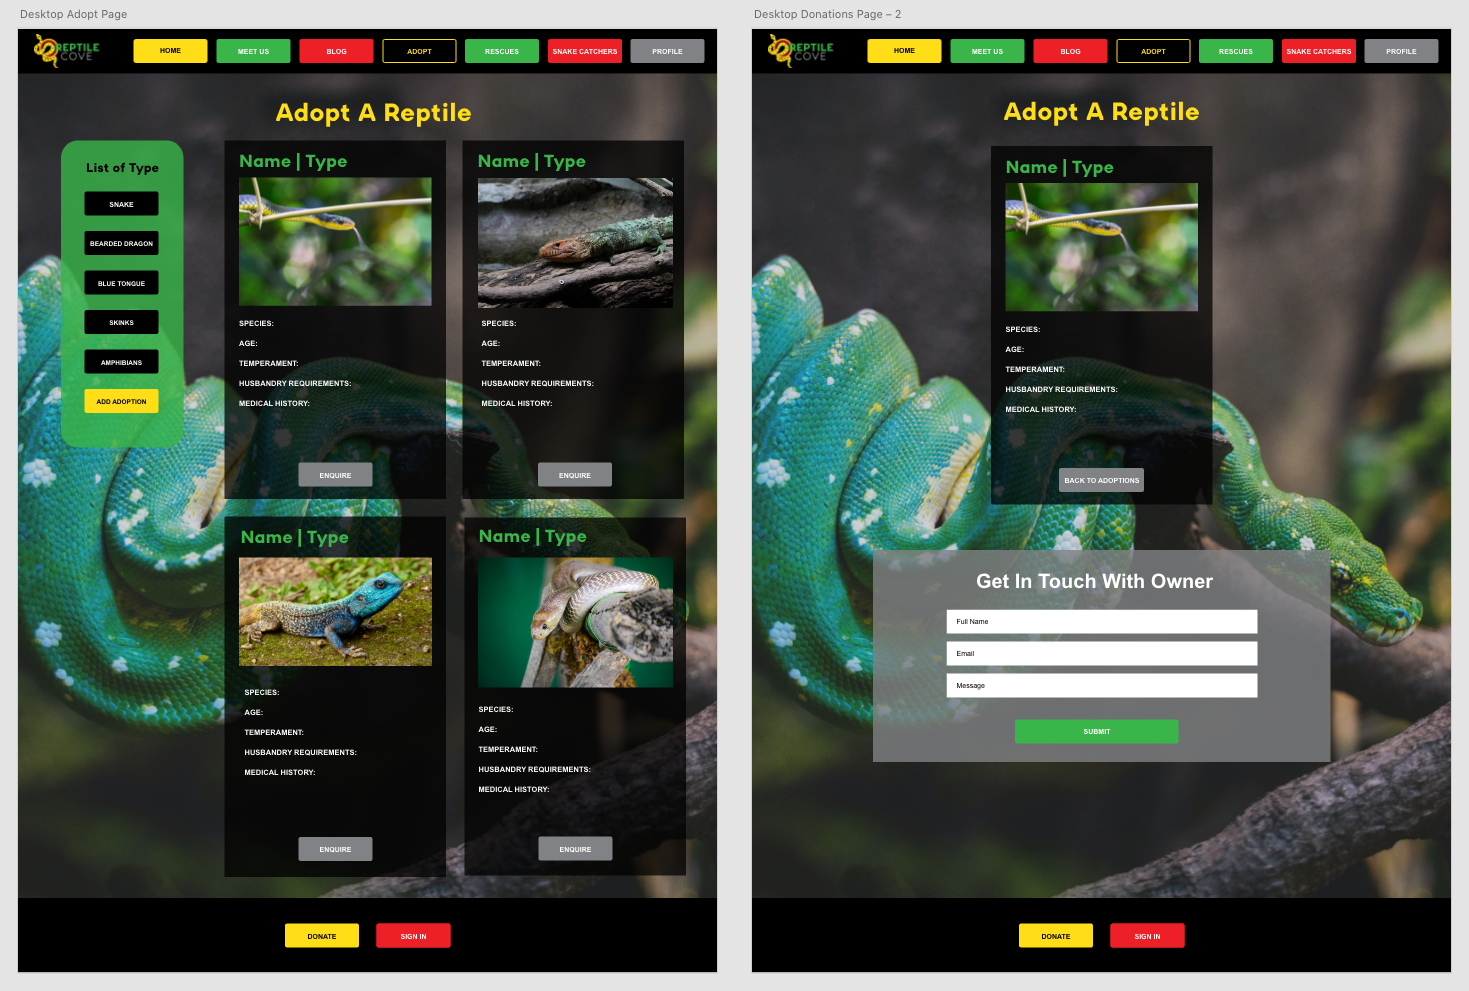 Desktop Adopt Page
REPTILE
COVE
HOME
MEET US
BLOG
ADOPT
RESCUES
SNAKE CATCHERS
PROFILE
Adopt A Reptile
List of Type
SNAKE
BEARDED DRAGON
BLUE TONGUE
SKINKS
AMPHIBIANS
ADD ADOPTION
Name | Type
SPECIES:
AGE:
TEMPERAMENT:
HUSBANDRY REQUIREMENTS:
MEDICAL HISTORY:
ENQUIRE
Name | Type
SPECIES:
AGE:
TEMPERAMENT:
HUSBANDRY REQUIREMENTS:
MEDICAL HISTORY:
ENQUIRE
Name | Type
SPECIES:
AGE:
TEMPERAMENT:
HUSBANDRY REQUIREMENTS:
MEDICAL HISTORY:
ENQUIRE
Name | Type
SPECIES:
AGE:
TEMPERAMENT:
HUSBANDRY REQUIREMENTS:
MEDICAL HISTORY:
ENQUIRE
DONATE
SIGN IN
Desktop Donations Page – 2
REPTILE
COVE
HOME
MEET US
BLOG
ADOPT
RESCUES
SNAKE CATCHERS
PROFILE
Adopt A Reptile
Name | Type
SPECIES:
AGE:
TEMPERAMENT:
HUSBANDRY REQUIREMENTS:
MEDICAL HISTORY:
BACK TO ADOPTIONS
Get In Touch With Owner
Full Name
Email
Message
SUBMIT
DONATE
SIGN IN